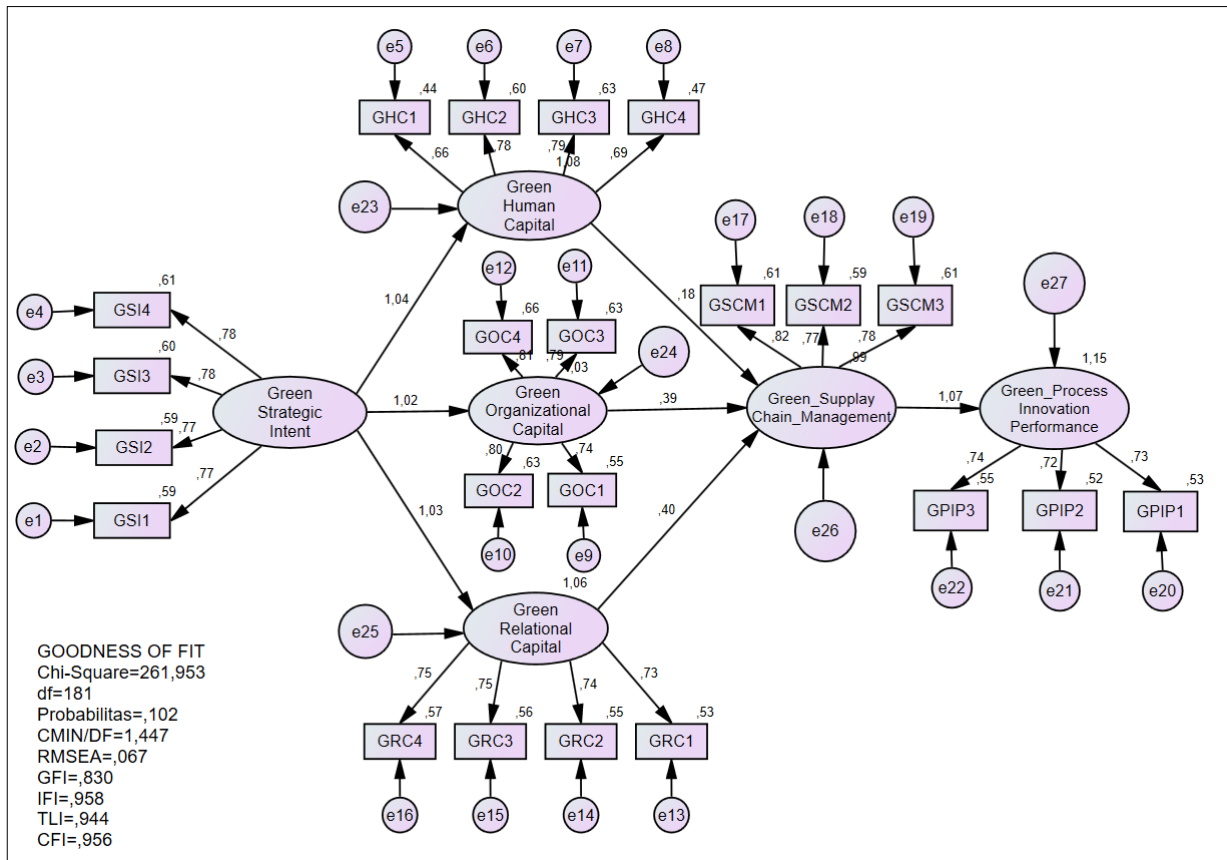 e5
e6
e7
e8
,44
,60
,63
,47
GHC1
GHC2
GHC3
GHC4
,66
,78
,79
1,08
,69
Green
Human
Capital
e23
e17
e18
e19
e12
e11
,61
,59
,61
GSCM1
GSCM2
GSCM3
e27
,61
e4
GSI4
1,04
,66
,63
GOC4
GOC3
,18
,82
,77
,78
,99
1,15
,78
,60
e3
GSI3
,78
,81
,79
1,03
e24
Green
Strategic
Intent
1,02
Green
Organizational
Capital
,39
Green_Supplay
Chain_Management
1,07
Green_Process
Innovation
Performance
,59
,77
e2
GSI2
,80
,63
,74
,55
GOC2
GOC1
,74
,55
,72
,52
,73
,53
GPIP3
GPIP2
GPIP1
,77
,59
e1
GSI1
1,03
,40
e10
e9
e26
e22
e21
e20
1,06
Green
Relational
Capital
e25
,75
,75
,74
,73
,57
,56
,55
,53
GRC4
GRC3
GRC2
GRC1
e16
e15
e14
e13
GOODNESS OF FIT
Chi-Square=261,953
df=181
Probabilitas=,102
CMIN/DF=1,447
RMSEA=,067
GFI=,830
IFI=,958
TLI=,944
CFI=,956